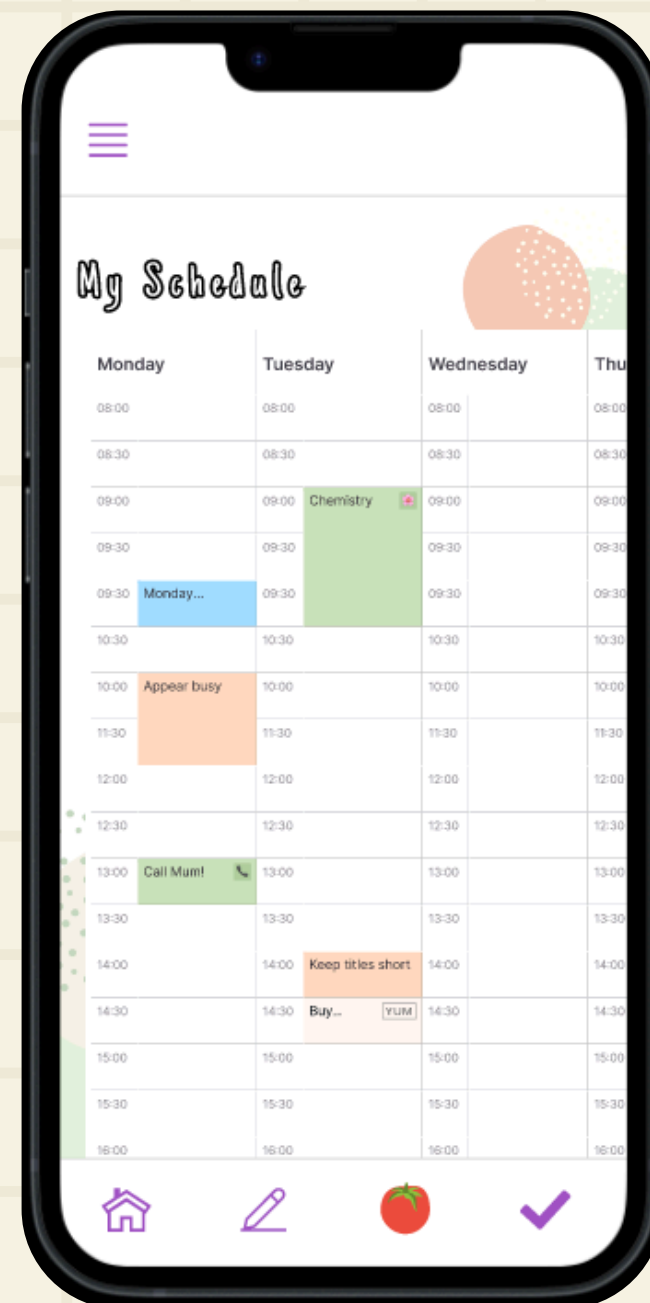 My Schedule
Monday Tuesday Wednesday Thu
08:00 08:00 08:00 08:00
08:30 08:30 08:30 08:30
09:00 09:00 Chemistry 09:00 09:00
09:30 09:30 09:30 09:30
09:30 Monday... 09:30 09:30 09:30
10:30 10:30 10:30 10:30
10:00 Appear busy 10:00 10:00 10:00
11:30 11:30 11:30 11:30
12:00 12:00 12:00 12:00
12:30 12:30 12:30 12:30
13:00 Call Mum! 13:00 13:00 13:00
13:30 13:30 13:30 13:30
14:00 14:00 Keep titles short 14:00 14:00
14:30 14:30 Buy... YUM 14:30 14:30
15:00 15:00 15:00 15:00
15:30 15:30 15:30 15:30
16:00 16:00 16:00 16:00